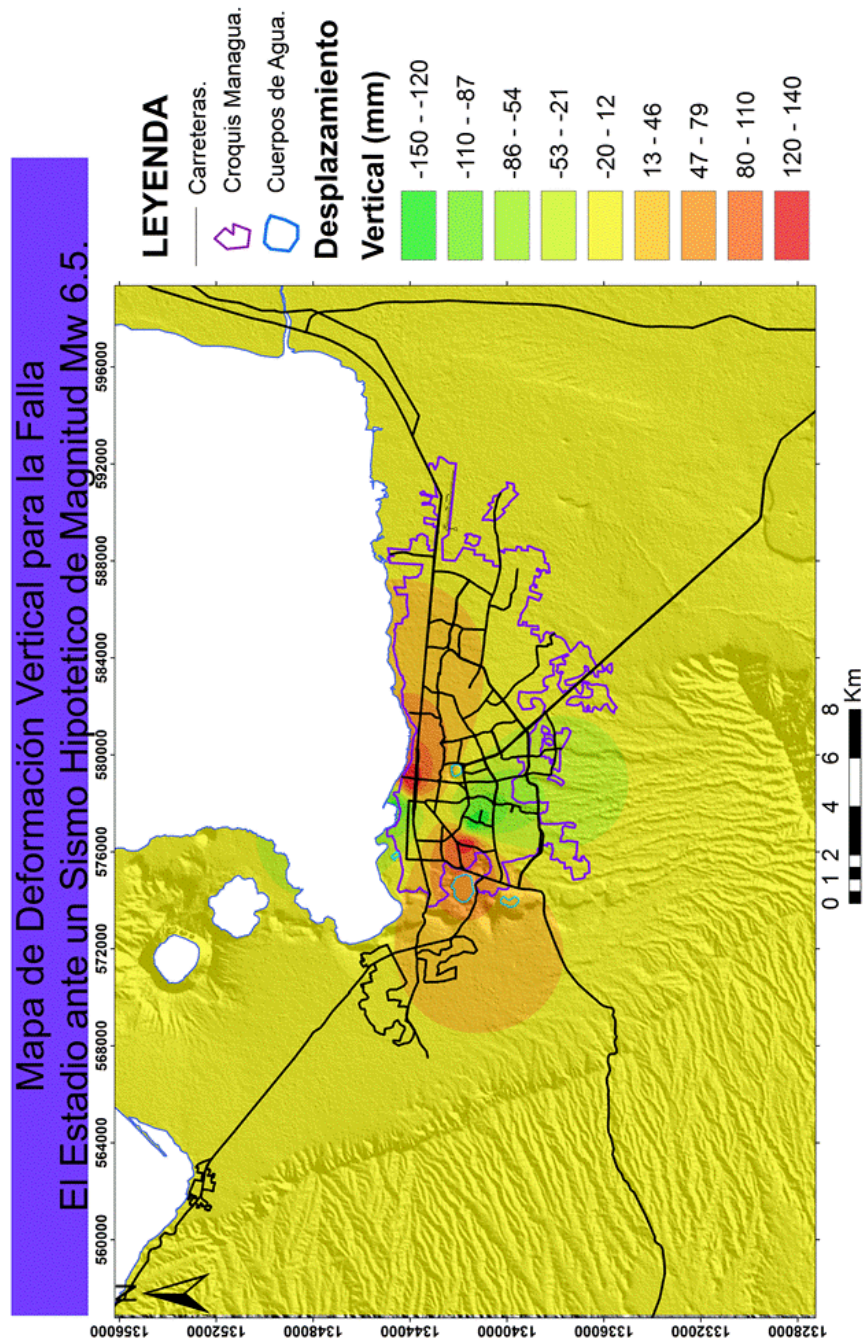 Mapa de Deformación Vertical para la Falla
El Estadio ante un Sismo Hipotetico de Magnitud Mw 6.5.
N
560000
564000
568000
572000
576000
580000
584000
588000
592000
596000
1356000
1352000
1348000
1344000
1340000
1336000
1332000
1322000
0 1 2 4 6 8
Km
LEYENDA
Carreteras.
Croquis Managua.
Cuerpos de Agua.
Desplazamiento
Vertical (mm)
-150 - -120
-110 - -87
-86 - -54
-53 - -21
-20 - 12
13 - 46
47 - 79
80 - 110
120 - 140